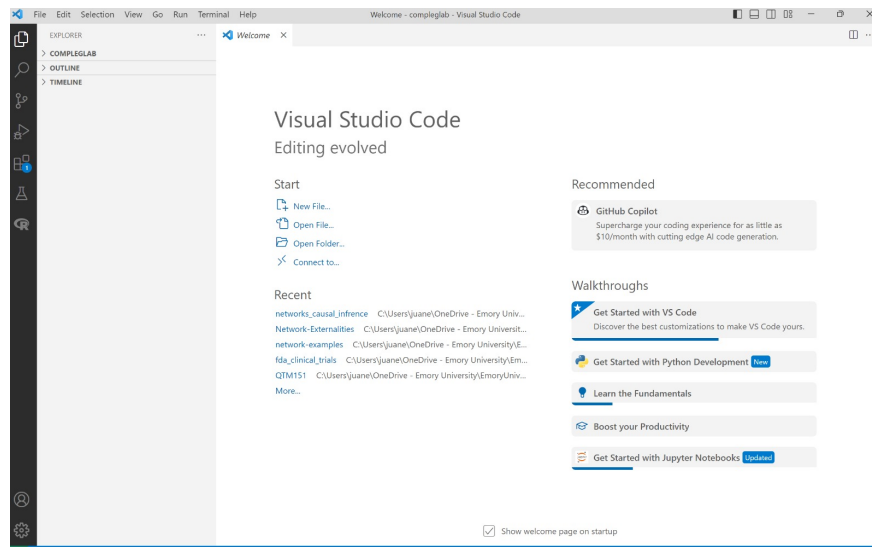 File Edit Selection View Go Run Terminal Help Welcome - compleglab - Visual Studio Code
EXPLORER
Welcome
COMPLEGLAB
OUTLINE
TIMELINE
1
Visual Studio Code
Editing evolved
Start
New File...
Open File...
Open Folder...
Connect to...
Recent
networks_causal_infrence C:\Users\juane\OneDrive - Emory Univ...
Network-Externalities C:\Users\juane\OneDrive - Emory Universit...
network-examples C:\Users\juane\OneDrive - Emory University\E...
fda_clinical_trials C:\Users\juane\OneDrive - Emory University\Em...
QTM151 C:\Users\juane\OneDrive - Emory University\EmoryUniv...
More...
Recommended
GitHub Copilot
Supercharge your coding experience for as little as
$10/month with cutting edge AI code generation.
Walkthroughs
Get Started with VS Code
Discover the best customizations to make VS Code yours.
Get Started with Python Development New
Learn the Fundamentals
Boost your Productivity
Get Started with Jupyter Notebooks Updated
Show welcome page on startup